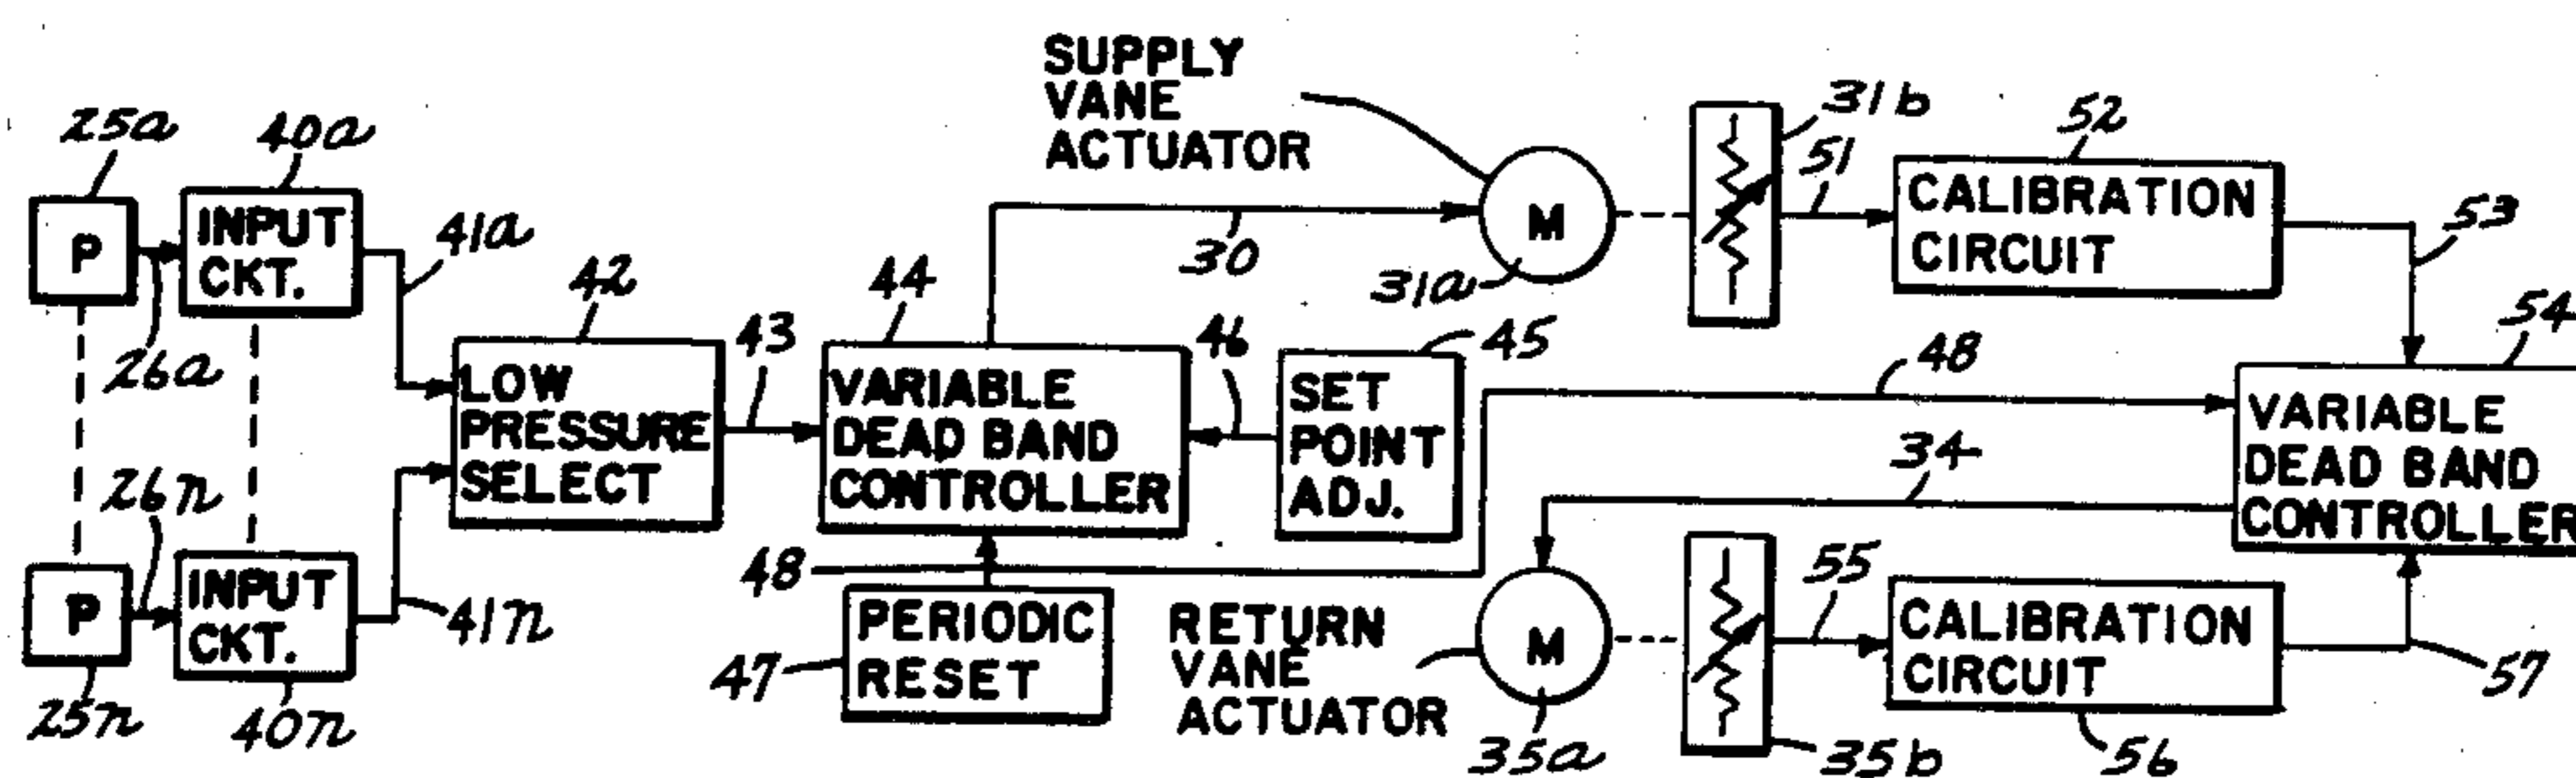 SUPPLY
VANE
ACTUATOR
25a
40a
31b
52
P
INPUT
CKT.
41a
30
M
31a
51
CALIBRATION
CIRCUIT
53
26a
42
44
43
46
45
48
54
LOW
PRESSURE
SELECT
VARIABLE
DEAD BAND
CONTROLLER
SET
POINT
ADJ.
34
VARIABLE
DEAD BAND
CONTROLLER
26n
48
P
INPUT
CKT.
41n
25n
40n
47
PERIODIC
RESET
RETURN
VANE
ACTUATOR
M
35a
35b
55
CALIBRATION
CIRCUIT
56
57